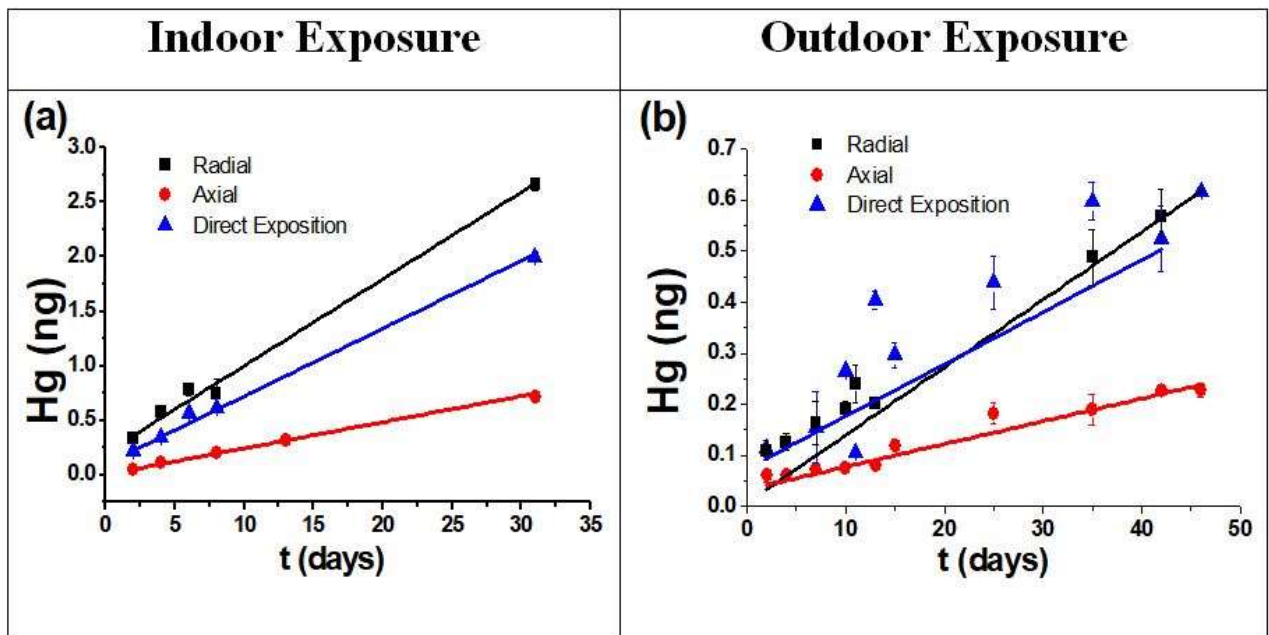 Indoor Exposure
Outdoor Exposure
(a)
3.0
2.5
2.0
1.5
1.0
0.5
0.0
Hg (ng)
Radial
Axial
Direct Exposition
0 5 10 15 20 25 30 35
t (days)
(b)
0.7
0.6
0.5
0.4
0.3
0.2
0.1
0.0
Hg (ng)
Radial
Axial
Direct Exposition
0 10 20 30 40 50
t (days)